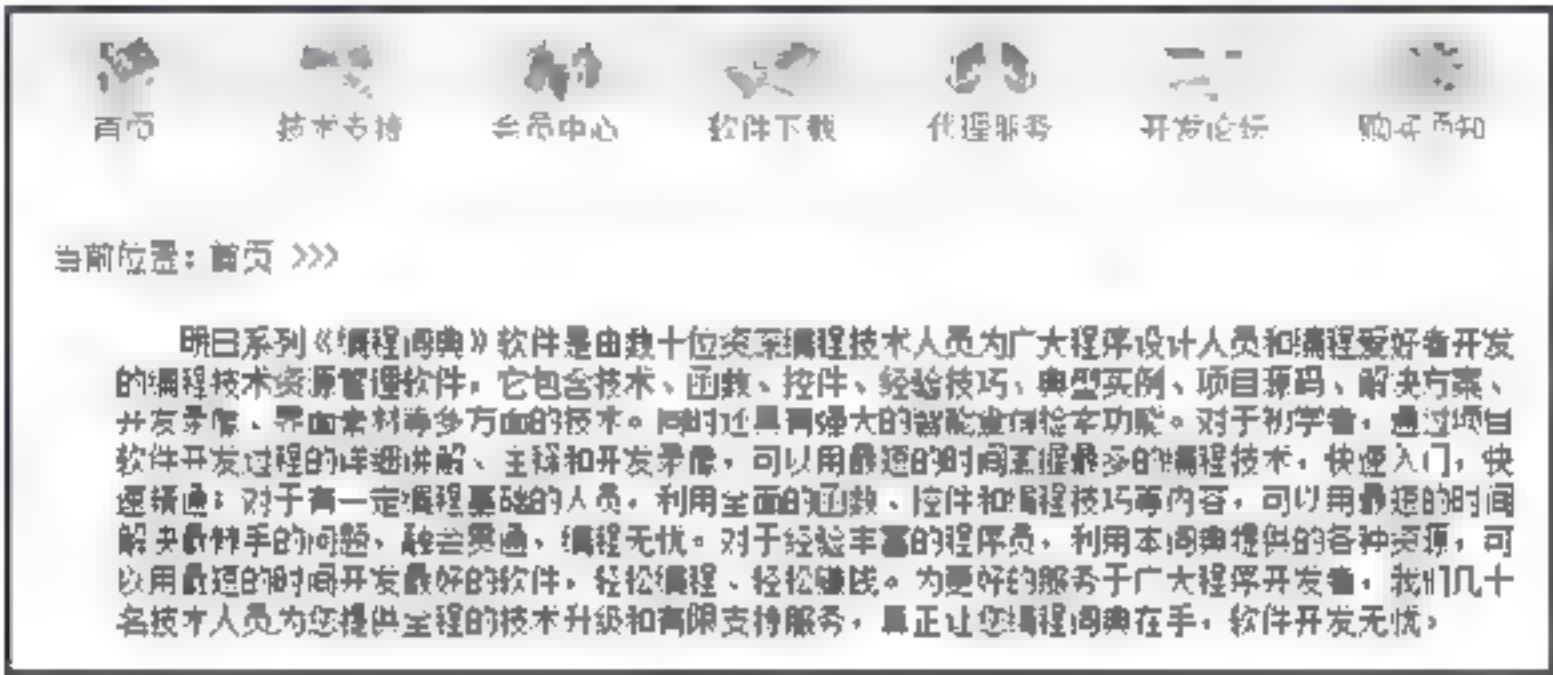 首页 技术支持 会员中心 软件下载 代理服务 开发论坛 购买须知
当前位置：首页 >>>
明日系列《编程词典》软件是由数十位资深编程技术人员为广大程序设计人员和编程爱好者开发
的编程技术资源管理软件，它包含技术、函数、控件、经验技巧、典型实例、项目源码、解决方案、
开发录像、界面素材等多方面的技术。同时还具有强大的智能查询检索功能。对于初学者，通过项目
软件开发过程的详细讲解、注释和开发录像，可以用最短的时间掌握最多的编程技术，快速入门，快
速精通；对于有一定编程基础的人员，利用全面的函数、控件和编程技巧等内容，可以用最短的时间
解决最棘手的问题、融会贯通、编程无忧。对于经验丰富的程序员，利用本词典提供的各种资源，可
以用最短的时间开发最好的软件，轻松编程、轻松赚钱。为更好的服务于广大程序开发者，我们几十
名技术人员为您提供全程的技术升级和有限支持服务，真正让您编程词典在手，软件开发无忧。